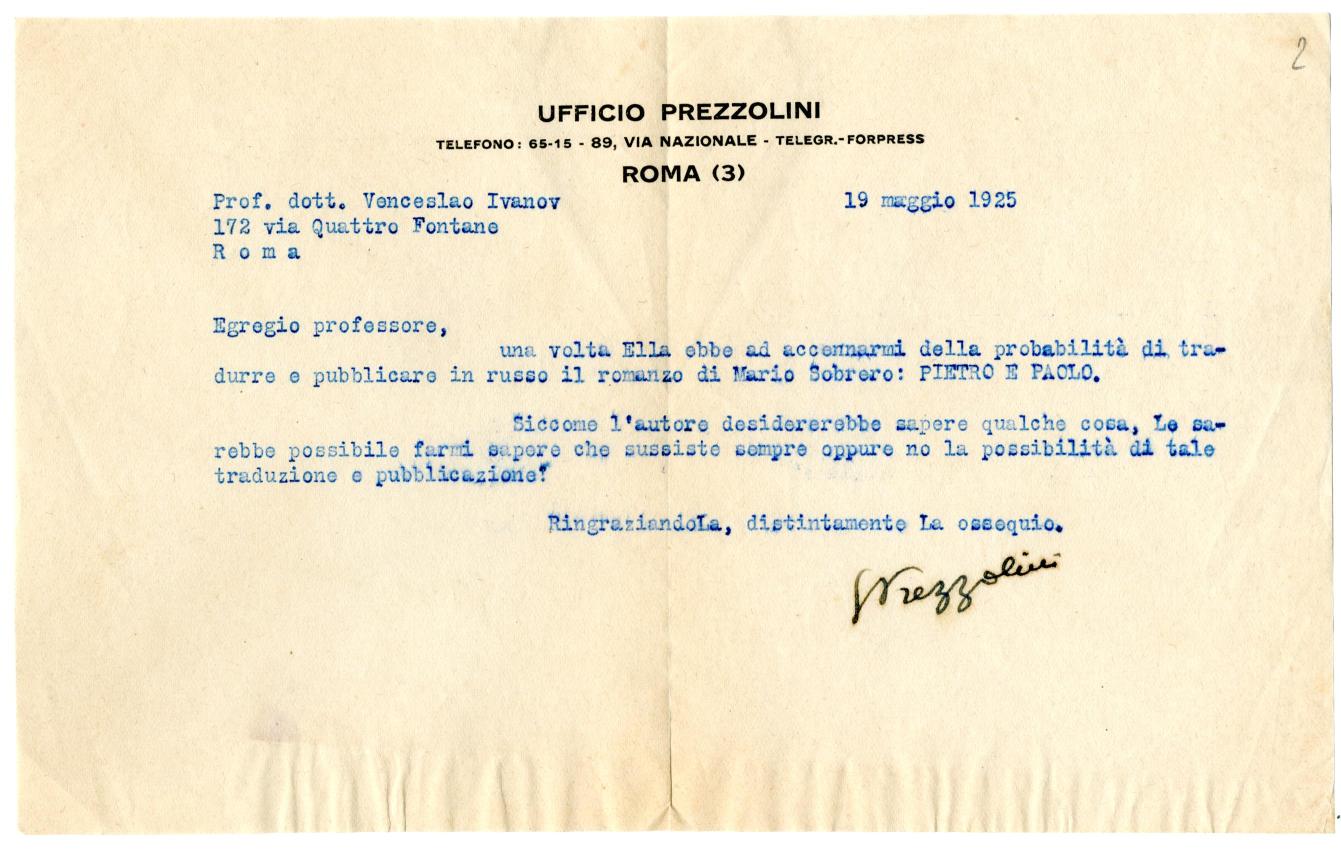 2
UFFICIO PREZZOLINI
TELEFONO: 65-15 - 89, VIA NAZIONALE - TELEGR.-FORPRESS
ROMA (3)
Prof. dott. Venceslao Ivanov 19 maggio 1925
172 via Quattro Fontane
R o m a
Egregio professore,
una volta Ella ebbe ad accennarmi della probabilità di tra-
durre e pubblicare in russo il romanzo di Mario Sobrero: PIETRO E PAOLO.
Siccome l'autore desidererebbe sapere qualche cosa, Le sa-
rebbe possibile farmi sapere che sussiste sempre oppure no la possibilità di tale
traduzione e pubblicazione?
RingraziandoLa, distintamente La ossequio.
GPrezzolini